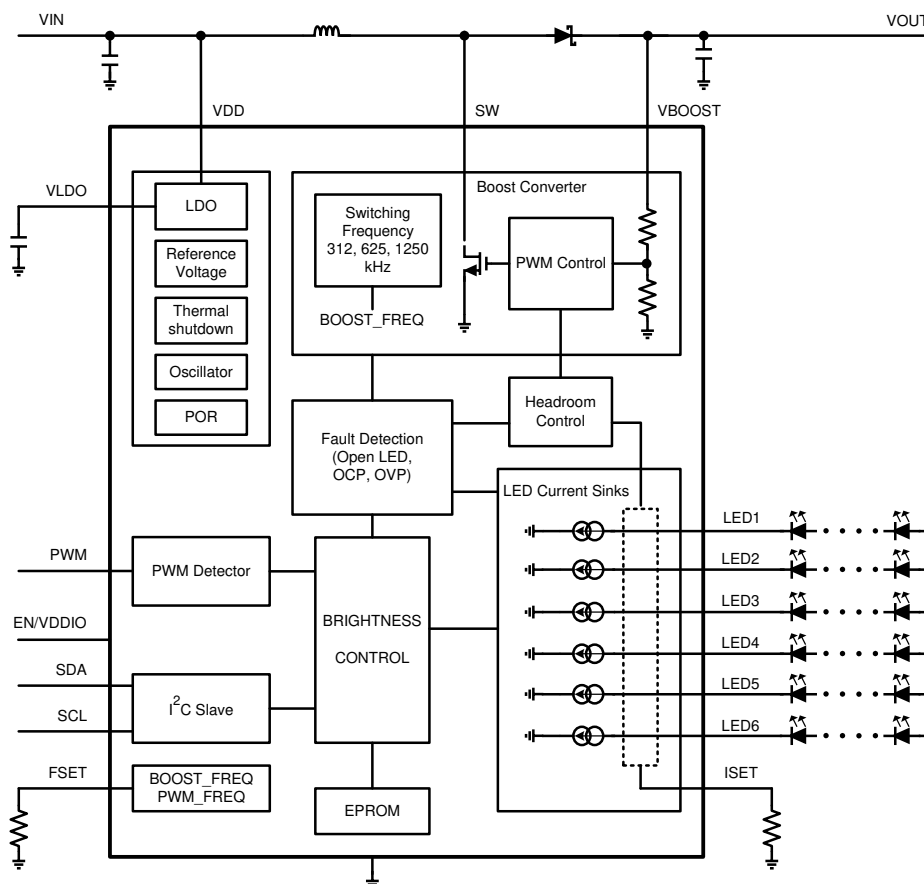 VIN
VOUT
VDD
SW
VBOOST
VLDO
LDO
Reference
Voltage
Thermal
shutdown
Oscillator
POR
Boost Converter
Switching
Frequency
312, 625, 1250
kHz
BOOST_FREQ
PWM Control
Headroom
Control
Fault Detection
(Open LED,
OCP, OVP)
LED Current Sinks
LED1
LED2
LED3
LED4
LED5
LED6
PWM
PWM Detector
EN/VDDIO
BRIGHTNESS
CONTROL
SDA
SCL
I²C Slave
FSET
BOOST_FREQ
PWM_FREQ
EPROM
ISET